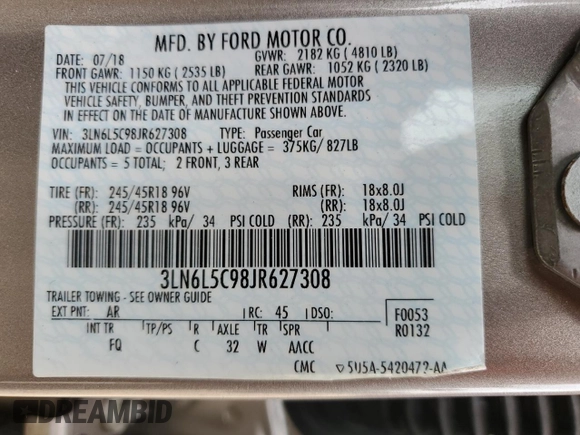 MFD. BY FORD MOTOR CO.
DATE: 07/18 GVWR: 2182 KG ( 4810 LB)
FRONT GAWR: 1150 KG ( 2535 LB) REAR GAWR: 1052 KG ( 2320 LB)
THIS VEHICLE CONFORMS TO ALL APPLICABLE FEDERAL MOTOR
VEHICLE SAFETY, BUMPER, AND THEFT PREVENTION STANDARDS
IN EFFECT ON THE DATE OF MANUFACTURE SHOWN ABOVE.
VIN: 3LN6L5C98JR627308 TYPE: Passenger Car
MAXIMUM LOAD = OCCUPANTS + LUGGAGE = 375KG/ 827LB
OCCUPANTS = 5 TOTAL; 2 FRONT, 3 REAR
TIRE (FR): 245/45R18 96V RIMS (FR): 18x8.0J
(RR): 245/45R18 96V (RR): 18x8.0J
PRESSURE (FR): 235 kPa/ 34 PSI COLD (RR): 235 kPa/ 34 PSI COLD
3LN6L5C98JR627308
TRAILER TOWING - SEE OWNER GUIDE
EXT PNT: AR RC: 45 DSO: F0053
INT TR TP/PS R AXLE TR SPR R0132
FQ C 32 W AACC
CMC 5U5A-5420472-AA
DREAMBID